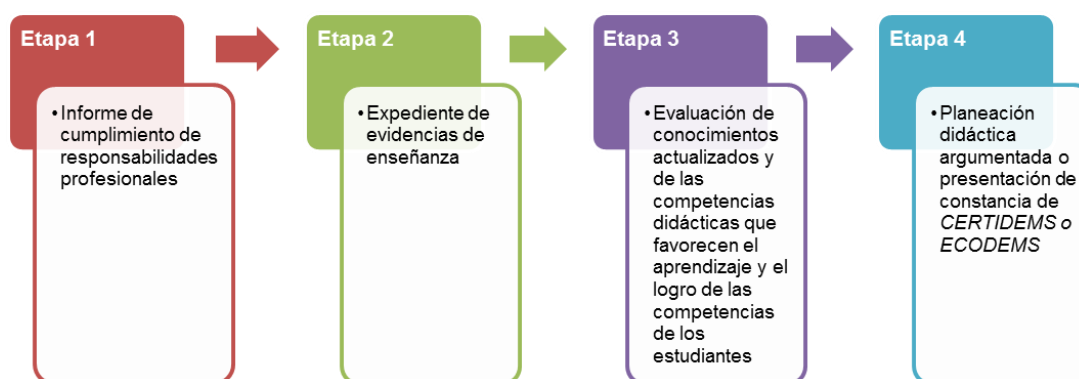 Etapa 1
• Informe de
cumplimiento de
responsabilidades
profesionales
Etapa 2
• Expediente de
evidencias de
enseñanza
Etapa 3
• Evaluación de
conocimientos
actualizados y
de las
competencias
didácticas que
favorecen el
aprendizaje y el
logro de las
competencias
de los
estudiantes
Etapa 4
• Planeación
didáctica
argumentada o
presentación de
constancia de
CERTIDEMS o
ECODEMS